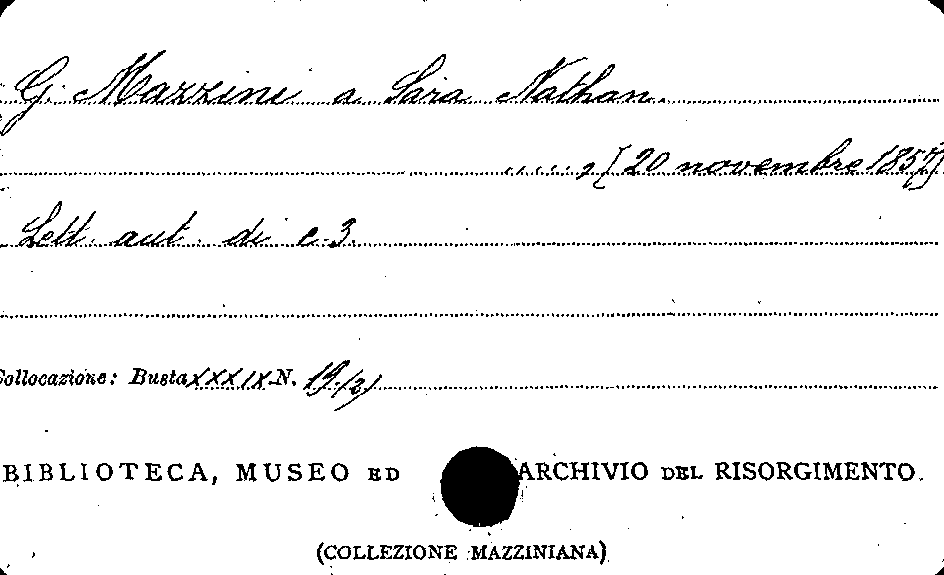 G. Mazzini a Sara Nathan.
....., [20 novembre 1857].
Lett. aut. di c. 3.
Collocazione: Busta XXXIX N. 19/2)
BIBLIOTECA, MUSEO ED ARCHIVIO DEL RISORGIMENTO.
(COLLEZIONE MAZZINIANA)